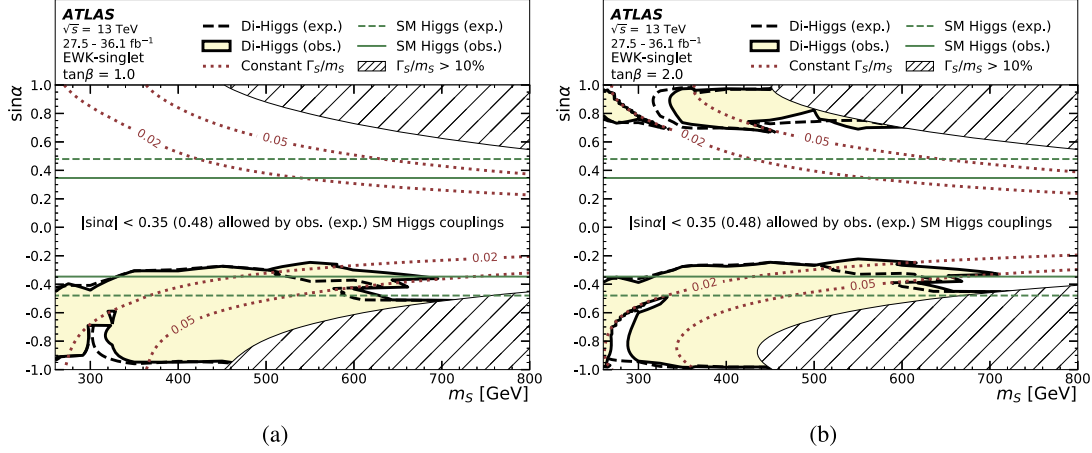 ATLAS
√s = 13 TeV
27.5 - 36.1 fb⁻¹
EWK-singlet
tanβ = 1.0
Di-Higgs (exp.)
Di-Higgs (obs.)
Constant Γ_S/m_S
SM Higgs (exp.)
SM Higgs (obs.)
Γ_S/m_S > 10%
sinα
1.0
0.8
0.6
0.4
0.2
0.0
-0.2
-0.4
-0.6
-0.8
-1.0
0.02
0.05
|sinα| < 0.35 (0.48) allowed by obs. (exp.) SM Higgs couplings
0.02
0.05
300 400 500 600 700 800
m_S [GeV]
(a)
ATLAS
√s = 13 TeV
27.5 - 36.1 fb⁻¹
EWK-singlet
tanβ = 2.0
Di-Higgs (exp.)
Di-Higgs (obs.)
Constant Γ_S/m_S
SM Higgs (exp.)
SM Higgs (obs.)
Γ_S/m_S > 10%
sinα
1.0
0.8
0.6
0.4
0.2
0.0
-0.2
-0.4
-0.6
-0.8
-1.0
0.02
0.05
|sinα| < 0.35 (0.48) allowed by obs. (exp.) SM Higgs couplings
0.02
0.05
300 400 500 600 700 800
m_S [GeV]
(b)